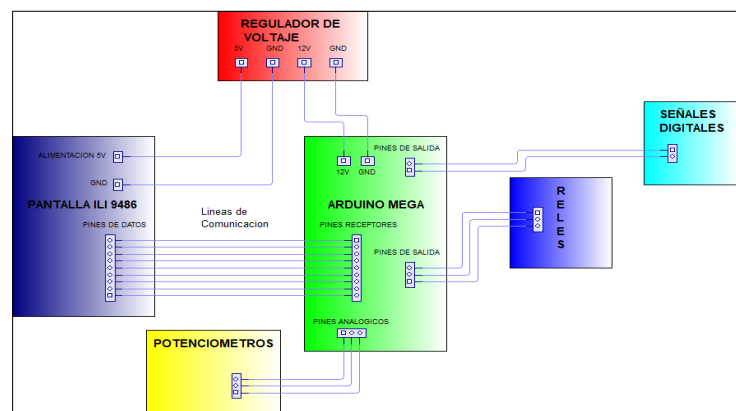 REGULADOR DE
VOLTAJE
5V GND 12V GND
SEÑALES
DIGITALES
ALIMENTACION 5V
GND
PANTALLA ILI 9486
PINES DE DATOS
Lineas de
Comunicacion
PINES DE SALIDA
12V GND
ARDUINO MEGA
PINES RECEPTORES
PINES DE SALIDA
PINES ANALOGICOS
RELES
POTENCIOMETROS